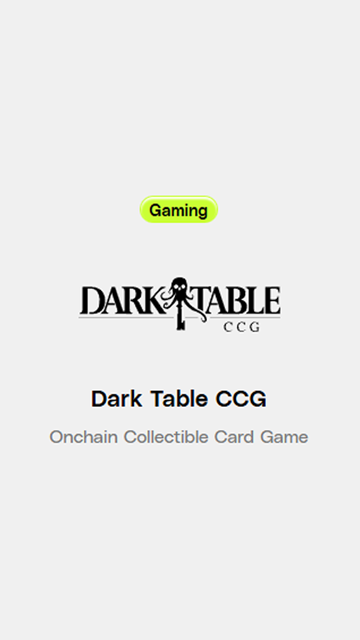 Gaming
DARK TABLE
CCG
Dark Table CCG
Onchain Collectible Card Game